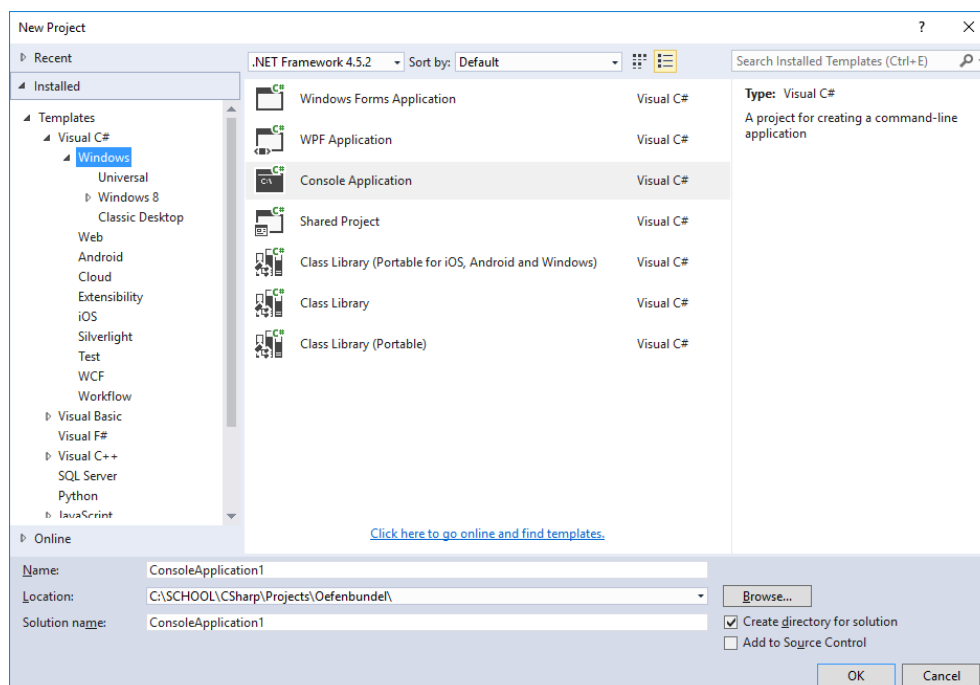 New Project
? ×
Recent
.NET Framework 4.5.2 Sort by: Default
Search Installed Templates (Ctrl+E)
Installed
Templates
Visual C#
Windows
Universal
Windows 8
Classic Desktop
Web
Android
Cloud
Extensibility
iOS
Silverlight
Test
WCF
Workflow
Visual Basic
Visual F#
Visual C++
SQL Server
Python
JavaScript
Online
C# Windows Forms Application Visual C#
C# WPF Application Visual C#
C# C:\ Console Application Visual C#
C# Shared Project Visual C#
C# Class Library (Portable for iOS, Android and Windows) Visual C#
C# Class Library Visual C#
C# Class Library (Portable) Visual C#
Click here to go online and find templates.
Type: Visual C#
A project for creating a command-line
application
Name: ConsoleApplication1
Location: C:\SCHOOL\CSharp\Projects\Oefenbundel\
Browse...
Solution name: ConsoleApplication1
Create directory for solution
Add to Source Control
OK Cancel